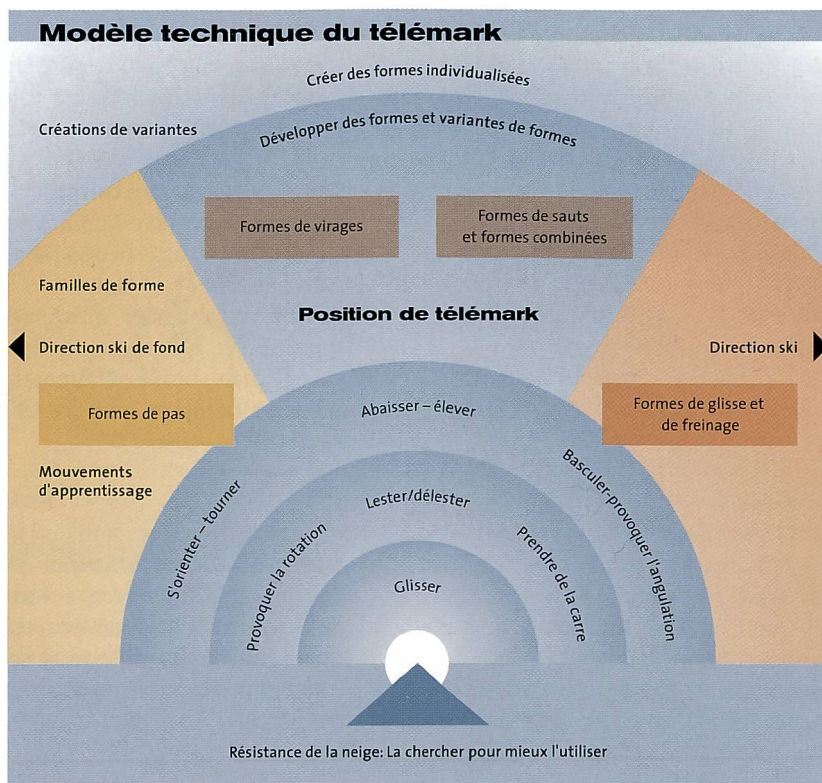 Modèle technique du télémark
Créer des formes individualisées
Créations de variantes
Développer des formes et variantes de formes
Formes de virages
Formes de sauts
et formes combinées
Familles de forme
Position de télémark
Direction ski de fond
Direction ski
Formes de pas
Formes de glisse et
de freinage
Abaisser – élever
Mouvements
d'apprentissage
S'orienter – tourner
Lester/délester
Basculer-provoquer l'angulation
Provoquer la rotation
Prendre de la carre
Glisser
Résistance de la neige: La chercher pour mieux l'utiliser